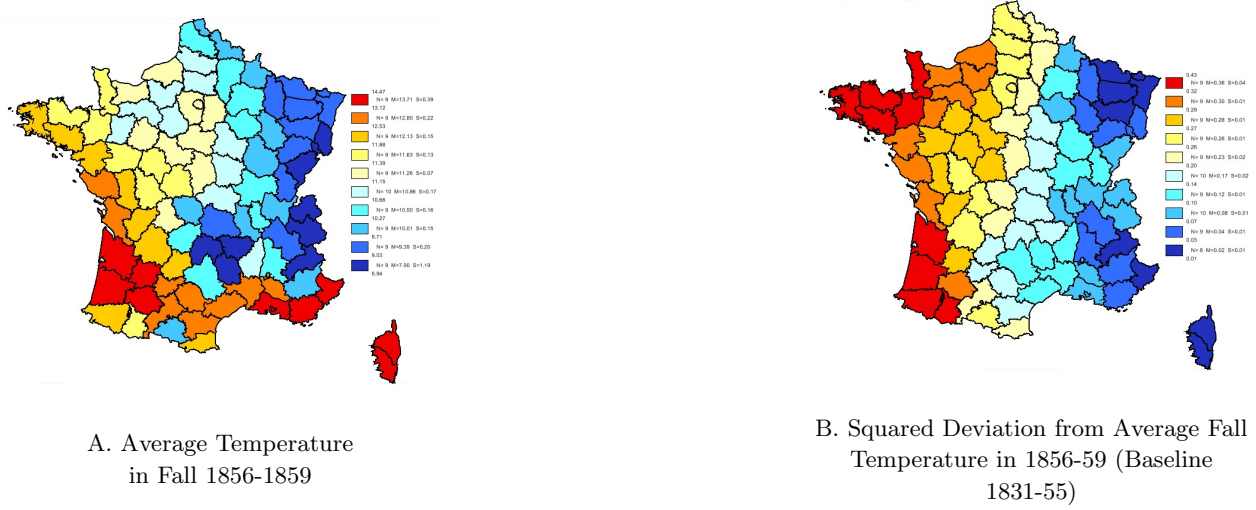 14.47
N= 9 M=13.71 S=0.39
13.12
N= 9 M=12.80 S=0.22
12.53
N= 9 M=12.13 S=0.15
11.88
N= 9 M=11.63 S=0.13
11.39
N= 9 M=11.26 S=0.07
11.15
N= 10 M=10.86 S=0.17
10.66
N= 9 M=10.50 S=0.16
10.27
N= 9 M=10.01 S=0.15
9.71
N= 9 M=9.39 S=0.20
9.03
N= 9 M=7.90 S=1.19
5.94
A. Average Temperature
in Fall 1856-1859
0.43
N= 9 M=0.36 S=0.04
0.32
N= 9 M=0.30 S=0.01
0.29
N= 9 M=0.28 S=0.01
0.27
N= 9 M=0.26 S=0.01
0.26
N= 9 M=0.23 S=0.02
0.20
N= 10 M=0.17 S=0.02
0.14
N= 9 M=0.12 S=0.01
0.10
N= 10 M=0.08 S=0.01
0.07
N= 9 M=0.04 S=0.01
0.03
N= 8 M=0.02 S=0.01
0.01
B. Squared Deviation from Average Fall
Temperature in 1856-59 (Baseline
1831-55)